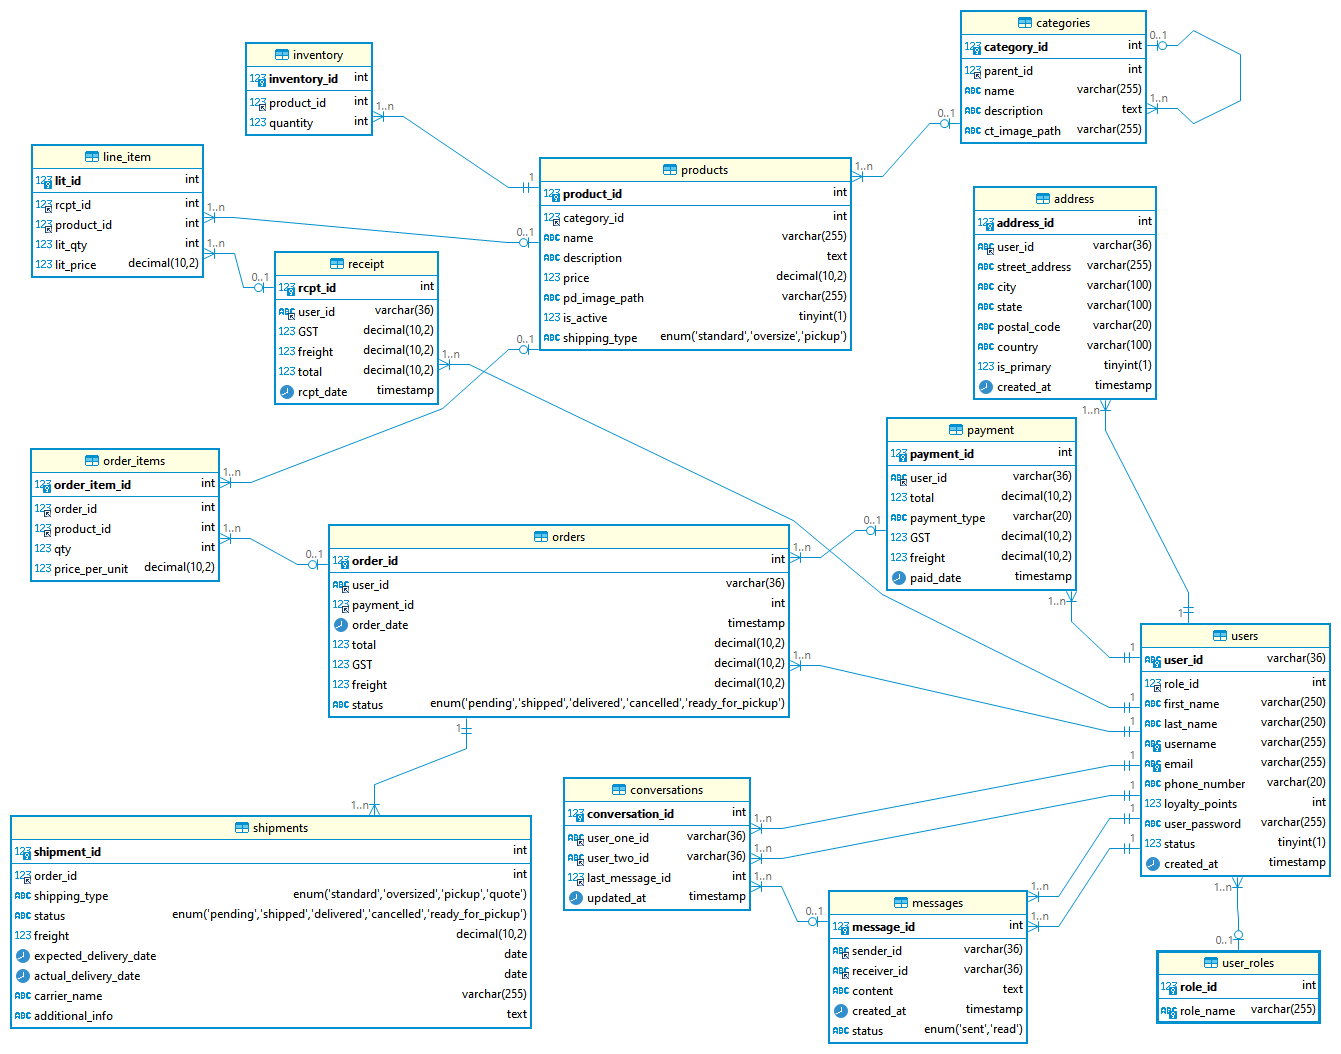 categories
category_id int
parent_id int
name varchar(255)
description text
ct_image_path varchar(255)
0..1
1..n
inventory
inventory_id int
product_id int
quantity int
1..n
0..1
line_item
lit_id int
rcpt_id int
product_id int
lit_qty int
lit_price decimal(10,2)
1..n
1..n
products
product_id int
category_id int
name varchar(255)
description text
price decimal(10,2)
pd_image_path varchar(255)
is_active tinyint(1)
shipping_type enum('standard','oversize','pickup')
1..n
1
0..1
0..1
address
address_id int
user_id varchar(36)
street_address varchar(255)
city varchar(100)
state varchar(100)
postal_code varchar(20)
country varchar(100)
is_primary tinyint(1)
created_at timestamp
1..n
receipt
rcpt_id int
user_id varchar(36)
GST decimal(10,2)
freight decimal(10,2)
total decimal(10,2)
rcpt_date timestamp
0..1
1..n
payment
payment_id int
user_id varchar(36)
total decimal(10,2)
payment_type varchar(20)
GST decimal(10,2)
freight decimal(10,2)
paid_date timestamp
0..1
1..n
order_items
order_item_id int
order_id int
product_id int
qty int
price_per_unit decimal(10,2)
1..n
1..n
orders
order_id int
user_id varchar(36)
payment_id int
order_date timestamp
total decimal(10,2)
GST decimal(10,2)
freight decimal(10,2)
status enum('pending','shipped','delivered','cancelled','ready_for_pickup')
0..1
1..n
1..n
1
users
user_id varchar(36)
role_id int
first_name varchar(250)
last_name varchar(250)
username varchar(255)
email varchar(255)
phone_number varchar(20)
loyalty_points int
user_password varchar(255)
status tinyint(1)
created_at timestamp
1
1
1
1
1
1
1
1
1..n
conversations
conversation_id int
user_one_id varchar(36)
user_two_id varchar(36)
last_message_id int
updated_at timestamp
1..n
1..n
1..n
shipments
shipment_id int
order_id int
shipping_type enum('standard','oversized','pickup','quote')
status enum('pending','shipped','delivered','cancelled','ready_for_pickup')
freight decimal(10,2)
expected_delivery_date date
actual_delivery_date date
carrier_name varchar(255)
additional_info text
1..n
messages
message_id int
sender_id varchar(36)
receiver_id varchar(36)
content text
created_at timestamp
status enum('sent','read')
0..1
1..n
1..n
user_roles
role_id int
role_name varchar(255)
0..1